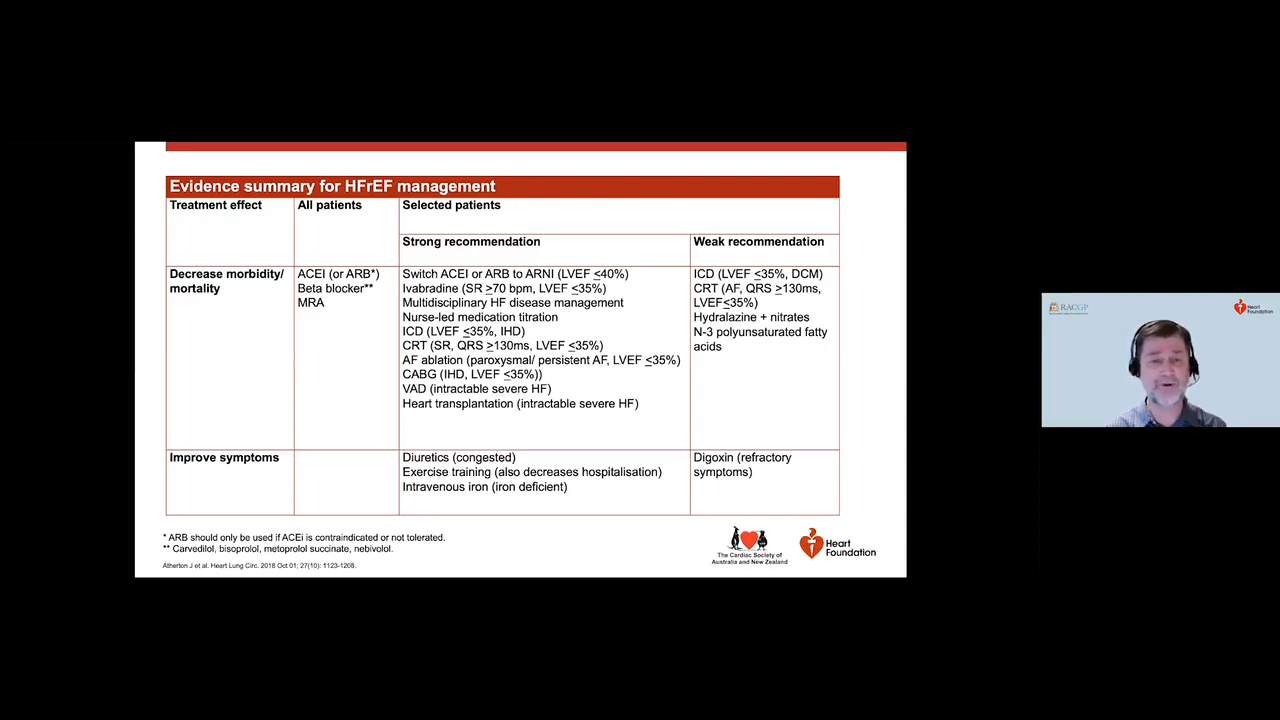 Evidence summary for HFrEF management
Treatment effect
All patients
Selected patients
Strong recommendation
Weak recommendation
Decrease morbidity/
mortality
ACEI (or ARB*)
Beta blocker**
MRA
Switch ACEI or ARB to ARNI (LVEF ≤40%)
Ivabradine (SR ≥70 bpm, LVEF ≤35%)
Multidisciplinary HF disease management
Nurse-led medication titration
ICD (LVEF ≤35%, IHD)
CRT (SR, QRS ≥130ms, LVEF ≤35%)
AF ablation (paroxysmal/ persistent AF, LVEF ≤35%)
CABG (IHD, LVEF ≤35%))
VAD (intractable severe HF)
Heart transplantation (intractable severe HF)
ICD (LVEF ≤35%, DCM)
CRT (AF, QRS ≥130ms,
LVEF≤35%)
Hydralazine + nitrates
N-3 polyunsaturated fatty
acids
Improve symptoms
Diuretics (congested)
Exercise training (also decreases hospitalisation)
Intravenous iron (iron deficient)
Digoxin (refractory
symptoms)
* ARB should only be used if ACEi is contraindicated or not tolerated.
** Carvedilol, bisoprolol, metoprolol succinate, nebivolol.
Atherton J et al. Heart Lung Circ. 2018 Oct 01; 27(10): 1123-1208.
The Cardiac Society of
Australia and New Zealand
Heart
Foundation
RACGP
Heart
Foundation